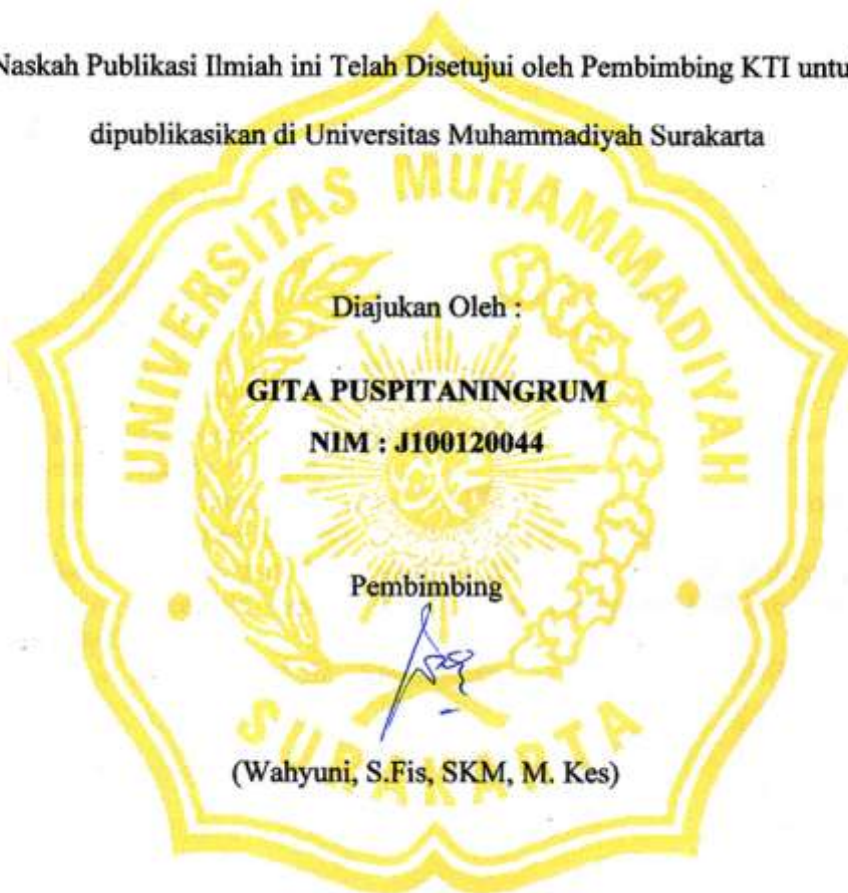 Naskah Publikasi Ilmiah ini Telah Disetujui oleh Pembimbing KTI untu
dipublikasikan di Universitas Muhammadiyah Surakarta
UNIVERSITAS MUHAMMADIYAH
Diajukan Oleh :
GITA PUSPITANINGRUM
NIM : J100120044
Pembimbing
SURAKARTA
(Wahyuni, S.Fis, SKM, M. Kes)